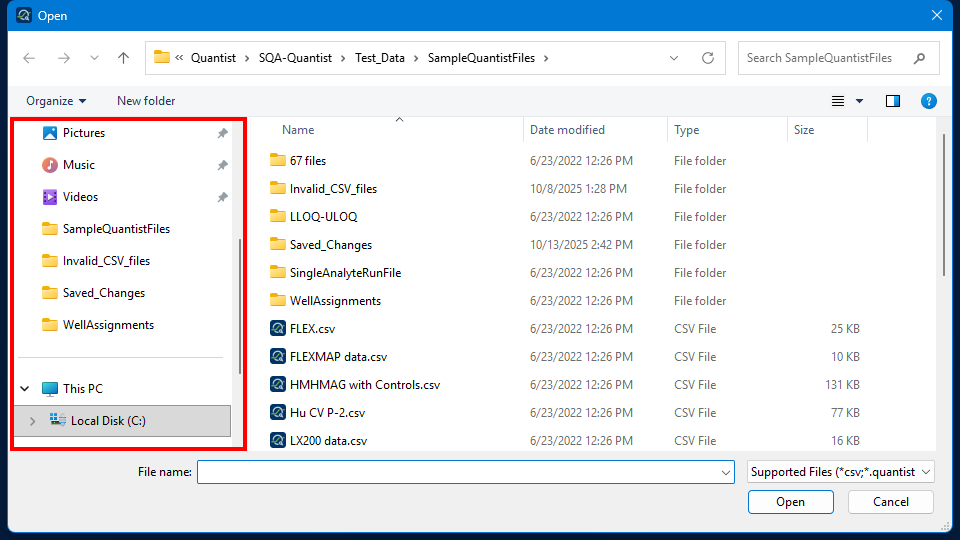 Open
« Quantist › SQA-Quantist › Test_Data › SampleQuantistFiles ›
Search SampleQuantistFiles
Organize
New folder
Pictures
Music
Videos
SampleQuantistFiles
Invalid_CSV_files
Saved_Changes
WellAssignments
This PC
Local Disk (C:)
Name Date modified Type Size
67 files 6/23/2022 12:26 PM File folder
Invalid_CSV_files 10/8/2025 1:28 PM File folder
LLOQ-ULOQ 6/23/2022 12:26 PM File folder
Saved_Changes 10/13/2025 2:42 PM File folder
SingleAnalyteRunFile 6/23/2022 12:26 PM File folder
WellAssignments 6/23/2022 12:26 PM File folder
FLEX.csv 6/23/2022 12:26 PM CSV File 25 KB
FLEXMAP data.csv 6/23/2022 12:26 PM CSV File 10 KB
HMHMAG with Controls.csv 6/23/2022 12:26 PM CSV File 131 KB
Hu CV P-2.csv 6/23/2022 12:26 PM CSV File 77 KB
LX200 data.csv 6/23/2022 12:26 PM CSV File 16 KB
File name:
Supported Files (*csv;*.quantist
Open
Cancel